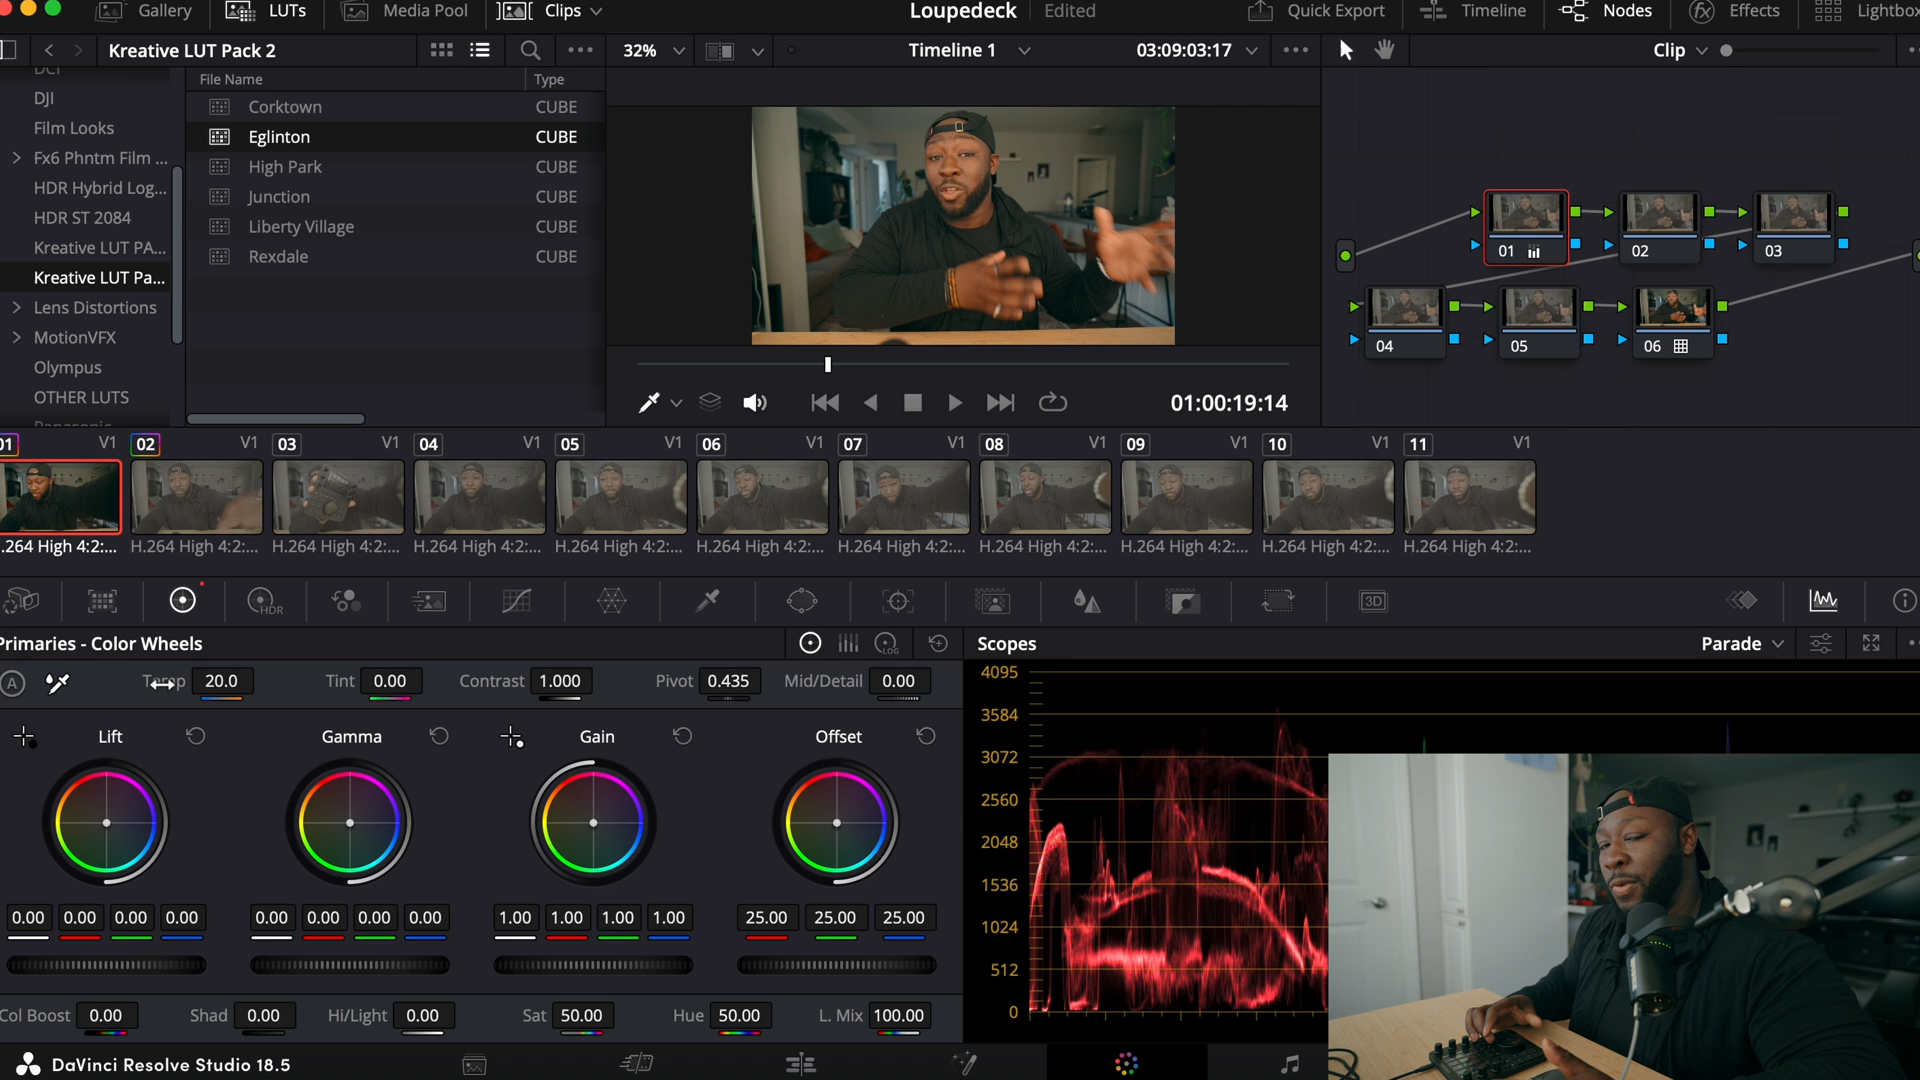 Gallery LUTs Media Pool Clips Loupedeck Edited Quick Export Timeline Nodes Effects Lightbox
Kreative LUT Pack 2 32% Timeline 1 03:09:03:17 Clip
File Name Type
DJI
Film Looks
Fx6 Phntm Film ...
HDR Hybrid Log...
HDR ST 2084
Kreative LUT PA...
Kreative LUT Pa...
Lens Distortions
MotionVFX
Olympus
OTHER LUTS
Panasonic
Corktown CUBE
Eglinton CUBE
High Park CUBE
Junction CUBE
Liberty Village CUBE
Rexdale CUBE
01:00:19:14
01 02 03
04 05 06
01 V1 02 V1 03 V1 04 V1 05 V1 06 V1 07 V1 08 V1 09 V1 10 V1 11 V1
.264 High 4:2:... H.264 High 4:2:... H.264 High 4:2:... H.264 High 4:2:... H.264 High 4:2:... H.264 High 4:2:... H.264 High 4:2:... H.264 High 4:2:... H.264 High 4:2:... H.264 High 4:2:... H.264 High 4:2:...
HDR 3D
Primaries - Color Wheels LOG
A Temp 20.0 Tint 0.00 Contrast 1.000 Pivot 0.435 Mid/Detail 0.00
Lift Gamma Gain Offset
0.00 0.00 0.00 0.00 0.00 0.00 0.00 0.00 1.00 1.00 1.00 1.00 25.00 25.00 25.00
Col Boost 0.00 Shad 0.00 Hi/Light 0.00 Sat 50.00 Hue 50.00 L. Mix 100.00
Scopes Parade
4095
3584
3072
2560
2048
1536
1024
512
0
DaVinci Resolve Studio 18.5